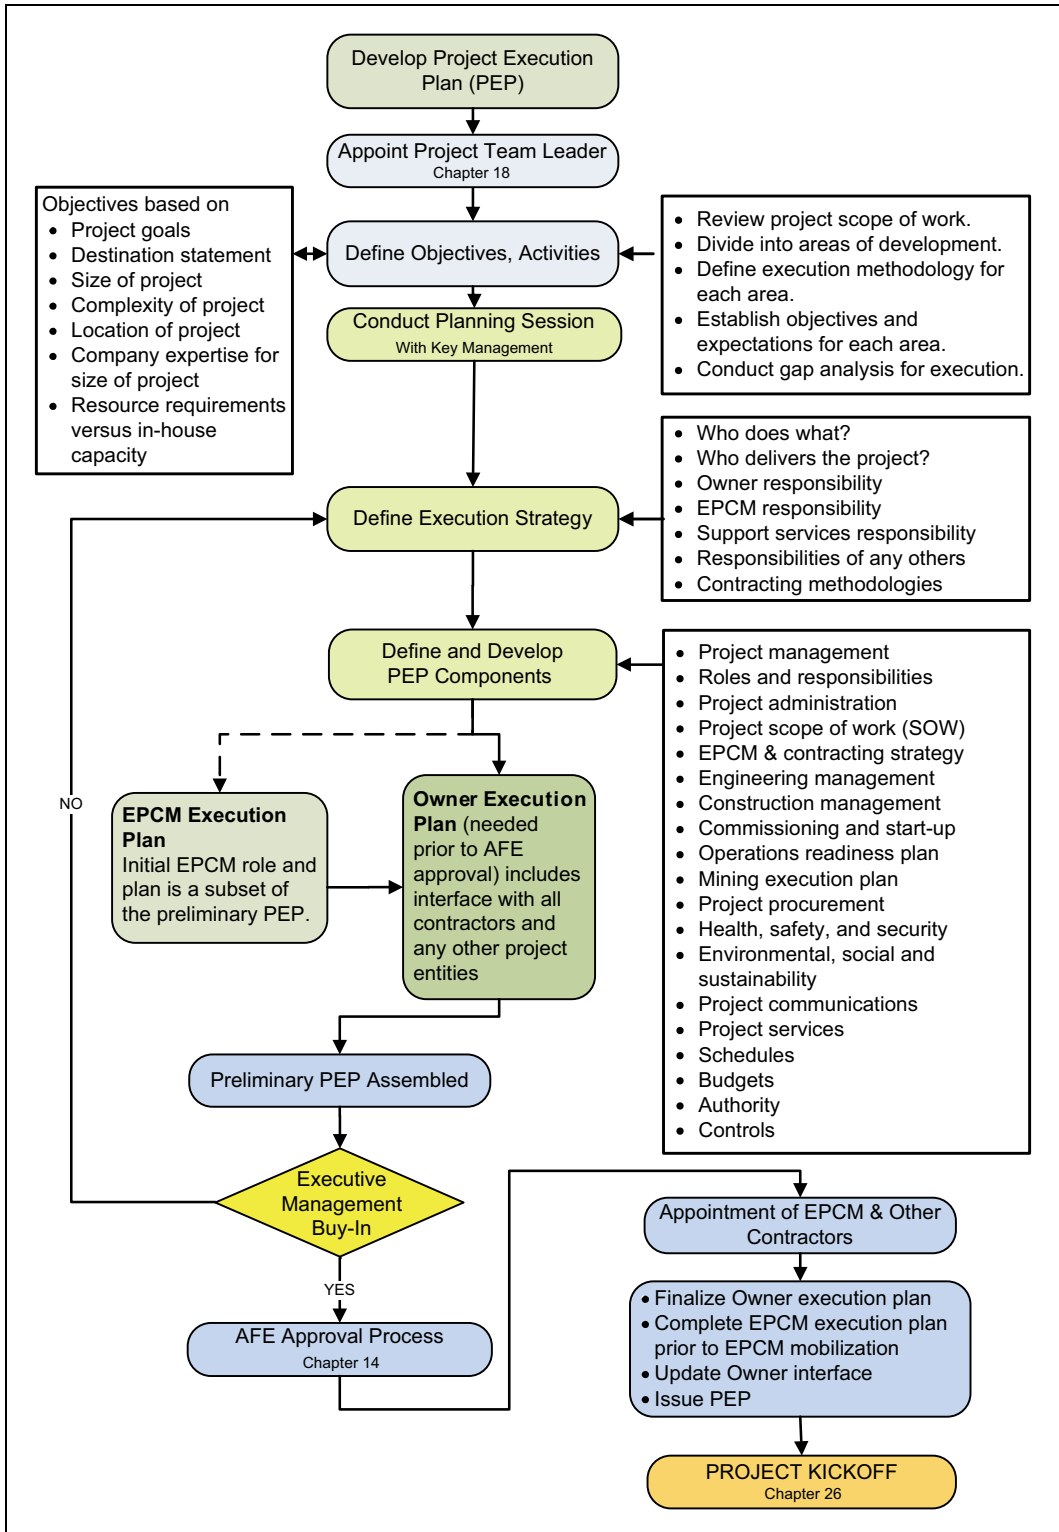 Develop Project Execution
Plan (PEP)
Appoint Project Team Leader
Chapter 18
Objectives based on
• Project goals
• Destination statement
• Size of project
• Complexity of project
• Location of project
• Company expertise for
size of project
• Resource requirements
versus in-house
capacity
Define Objectives, Activities
• Review project scope of work.
• Divide into areas of development.
• Define execution methodology for
each area.
• Establish objectives and
expectations for each area.
• Conduct gap analysis for execution.
Conduct Planning Session
With Key Management
Define Execution Strategy
• Who does what?
• Who delivers the project?
• Owner responsibility
• EPCM responsibility
• Support services responsibility
• Responsibilities of any others
• Contracting methodologies
Define and Develop
PEP Components
• Project management
• Roles and responsibilities
• Project administration
• Project scope of work (SOW)
• EPCM & contracting strategy
• Engineering management
• Construction management
• Commissioning and start-up
• Operations readiness plan
• Mining execution plan
• Project procurement
• Health, safety, and security
• Environmental, social and
sustainability
• Project communications
• Project services
• Schedules
• Budgets
• Authority
• Controls
NO
EPCM Execution
Plan
Initial EPCM role and
plan is a subset of
the preliminary PEP.
Owner Execution
Plan (needed
prior to AFE
approval) includes
interface with all
contractors and
any other project
entities
Preliminary PEP Assembled
Executive
Management
Buy-In
YES
AFE Approval Process
Chapter 14
Appointment of EPCM & Other
Contractors
• Finalize Owner execution plan
• Complete EPCM execution plan
prior to EPCM mobilization
• Update Owner interface
• Issue PEP
PROJECT KICKOFF
Chapter 26